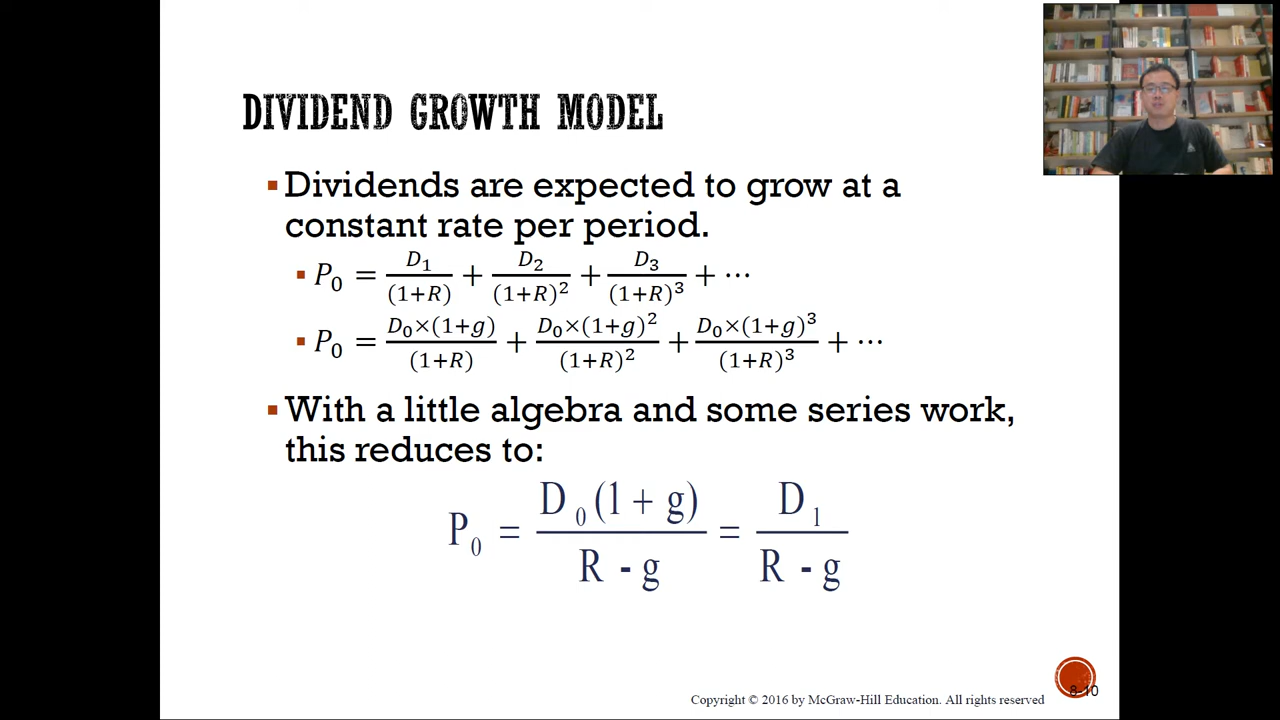 DIVIDEND GROWTH MODEL
▪Dividends are expected to grow at a
constant rate per period.
▪ P₀ = D₁/(1+R) + D₂/(1+R)² + D₃/(1+R)³ + ⋯
▪ P₀ = D₀×(1+g)/(1+R) + D₀×(1+g)²/(1+R)² + D₀×(1+g)³/(1+R)³ + ⋯
▪With a little algebra and some series work,
this reduces to:
P₀ = D₀(1 + g)/(R - g) = D₁/(R - g)
8-10
Copyright © 2016 by McGraw-Hill Education. All rights reserved